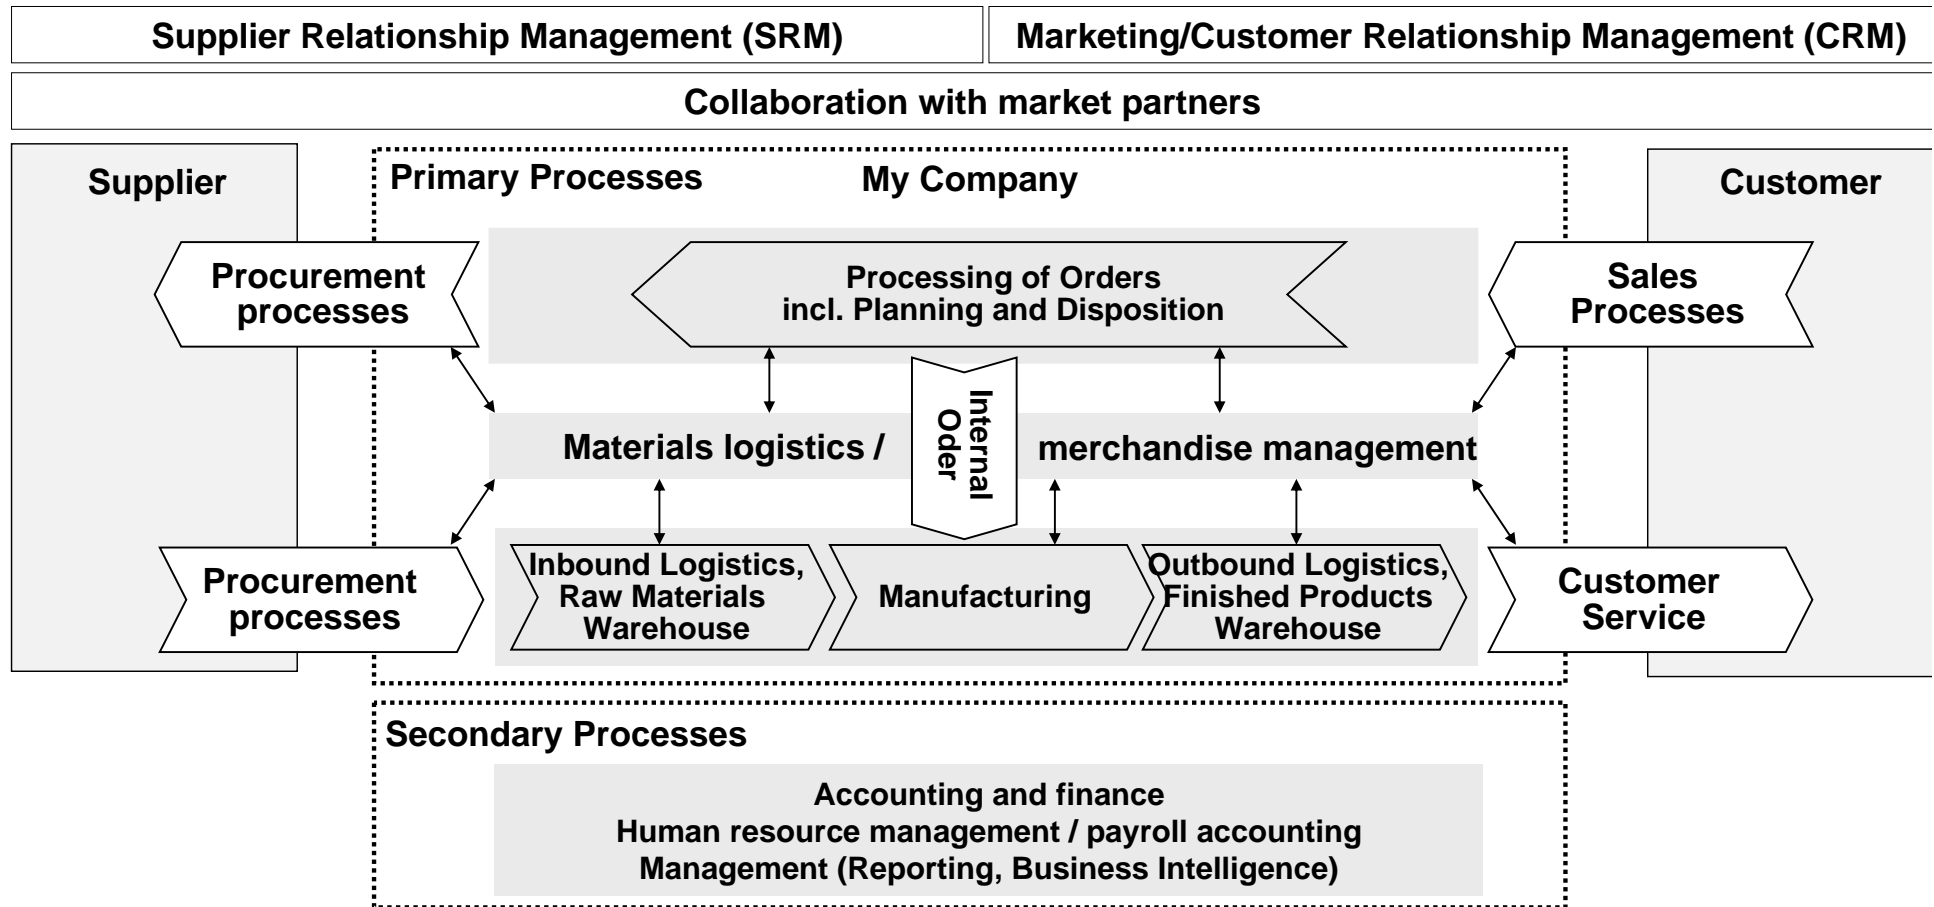 Supplier Relationship Management (SRM)
Marketing/Customer Relationship Management (CRM)
Collaboration with market partners
Supplier
Primary Processes
My Company
Customer
Procurement
processes
Processing of Orders
incl. Planning and Disposition
Sales
Processes
Internal
Oder
Materials logistics /
merchandise management
Procurement
processes
Inbound Logistics,
Raw Materials
Warehouse
Manufacturing
Outbound Logistics,
Finished Products
Warehouse
Customer
Service
Secondary Processes
Accounting and finance
Human resource management / payroll accounting
Management (Reporting, Business Intelligence)